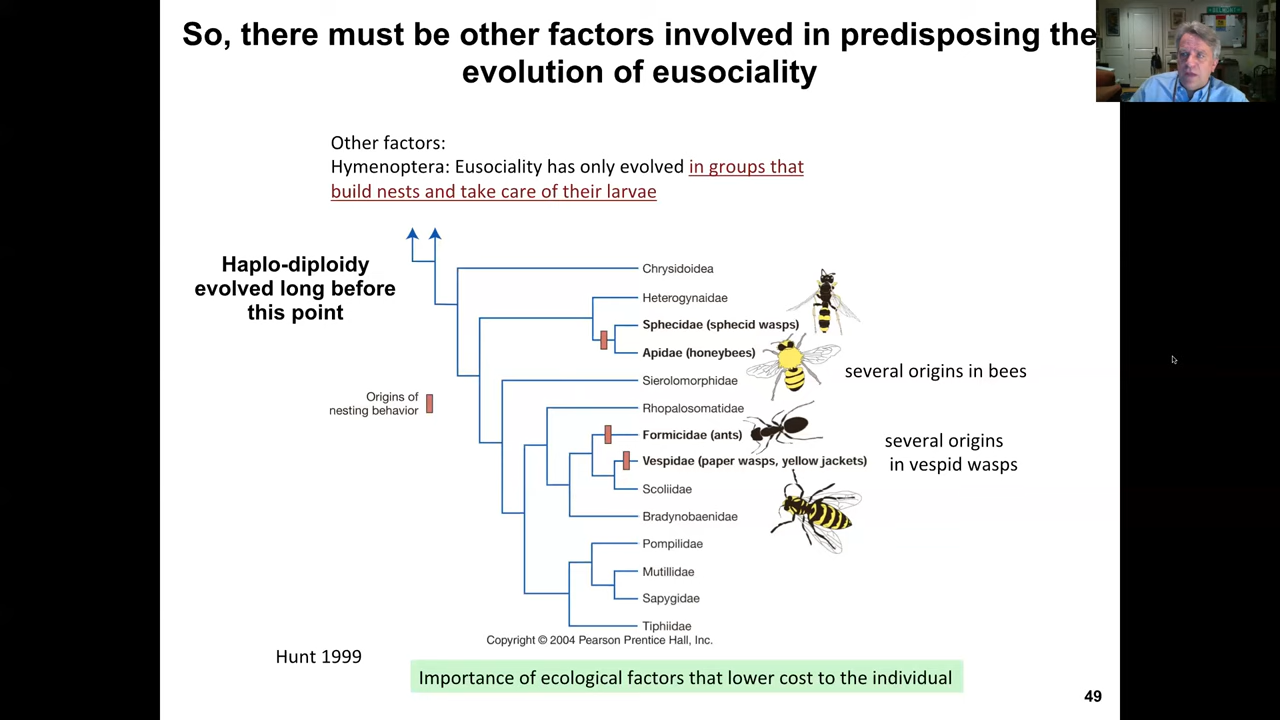 So, there must be other factors involved in predisposing the
evolution of eusociality
Other factors:
Hymenoptera: Eusociality has only evolved in groups that
build nests and take care of their larvae
Haplo-diploidy
evolved long before
this point
Chrysidoidea
Heterogynaidae
Sphecidae (sphecid wasps)
Apidae (honeybees)
several origins in bees
Sierolomorphidae
Origins of
nesting behavior
Rhopalosomatidae
Formicidae (ants)
several origins
in vespid wasps
Vespidae (paper wasps, yellow jackets)
Scoliidae
Bradynobaenidae
Pompilidae
Mutillidae
Sapygidae
Tiphiidae
Copyright © 2004 Pearson Prentice Hall, Inc.
Hunt 1999
Importance of ecological factors that lower cost to the individual
49